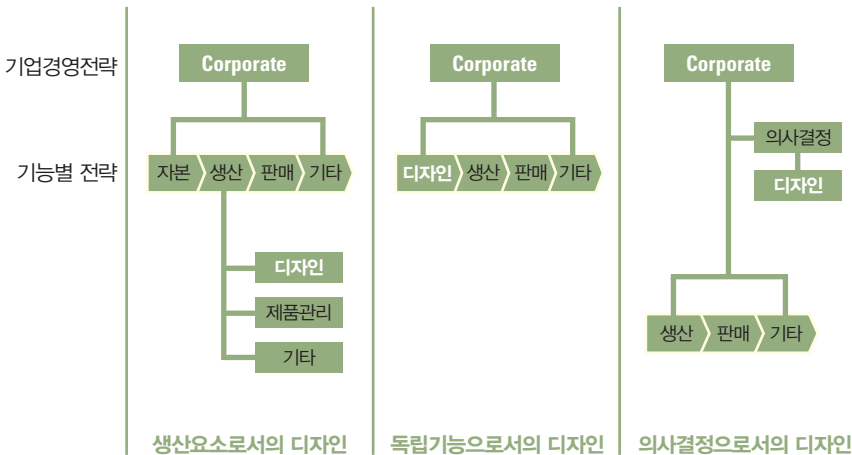 기업경영전략
Corporate
Corporate
Corporate
의사결정
디자인
기능별 전략
자본 생산 판매 기타
디자인 생산 판매 기타
디자인
제품관리
기타
생산 판매 기타
생산요소로서의 디자인
독립기능으로서의 디자인
의사결정으로서의 디자인